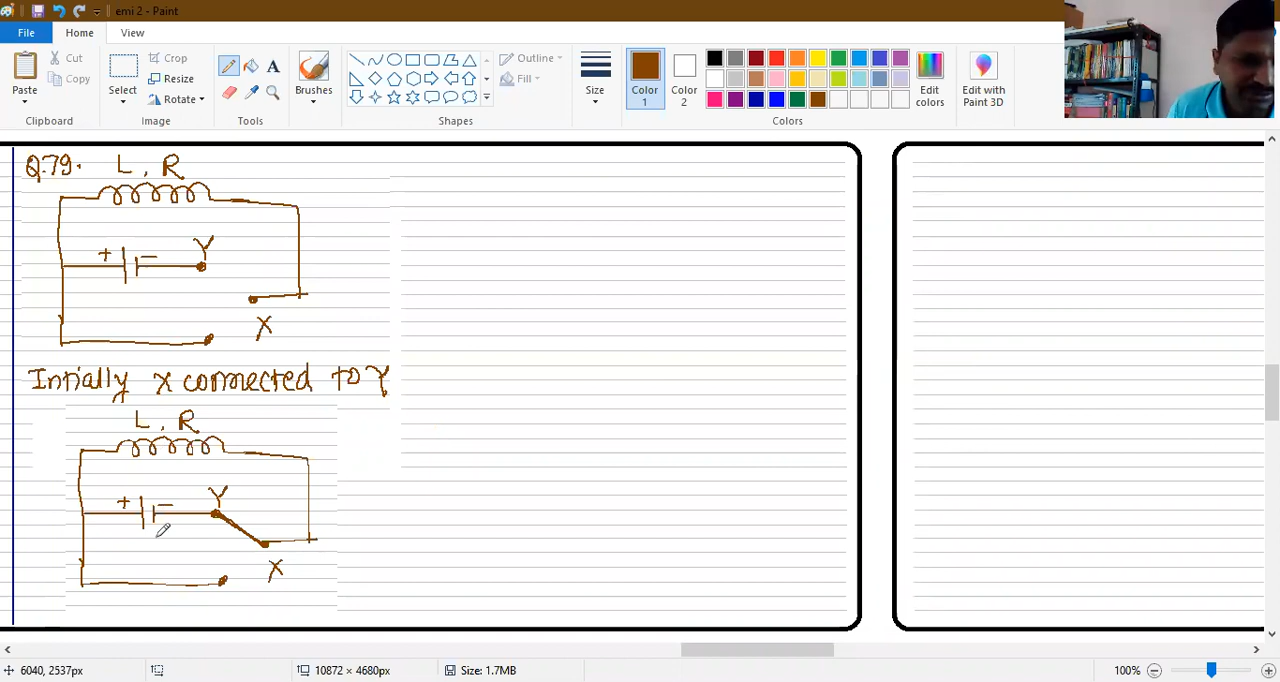 emi 2 - Paint
File
Home
View
Paste
Cut
Copy
Clipboard
Select
Crop
Resize
Rotate
Image
A
Tools
Brushes
Shapes
Outline
Fill
Size
Color 1
Color 2
Edit colors
Colors
Edit with Paint 3D
Q.79. L, R
+ − Y
X
Intially X connected to Y
L, R
+ − Y
X
6040, 2537px
10872 × 4680px
Size: 1.7MB
100%